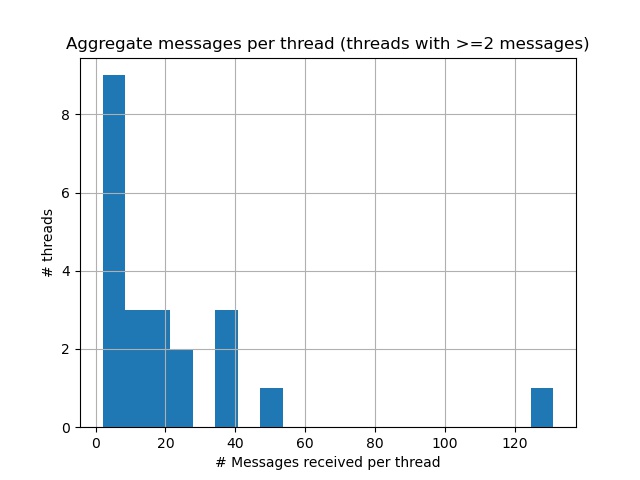 Aggregate messages per thread (threads with >=2 messages)
8
6
4
2
0
# threads
0 20 40 60 80 100 120
# Messages received per thread